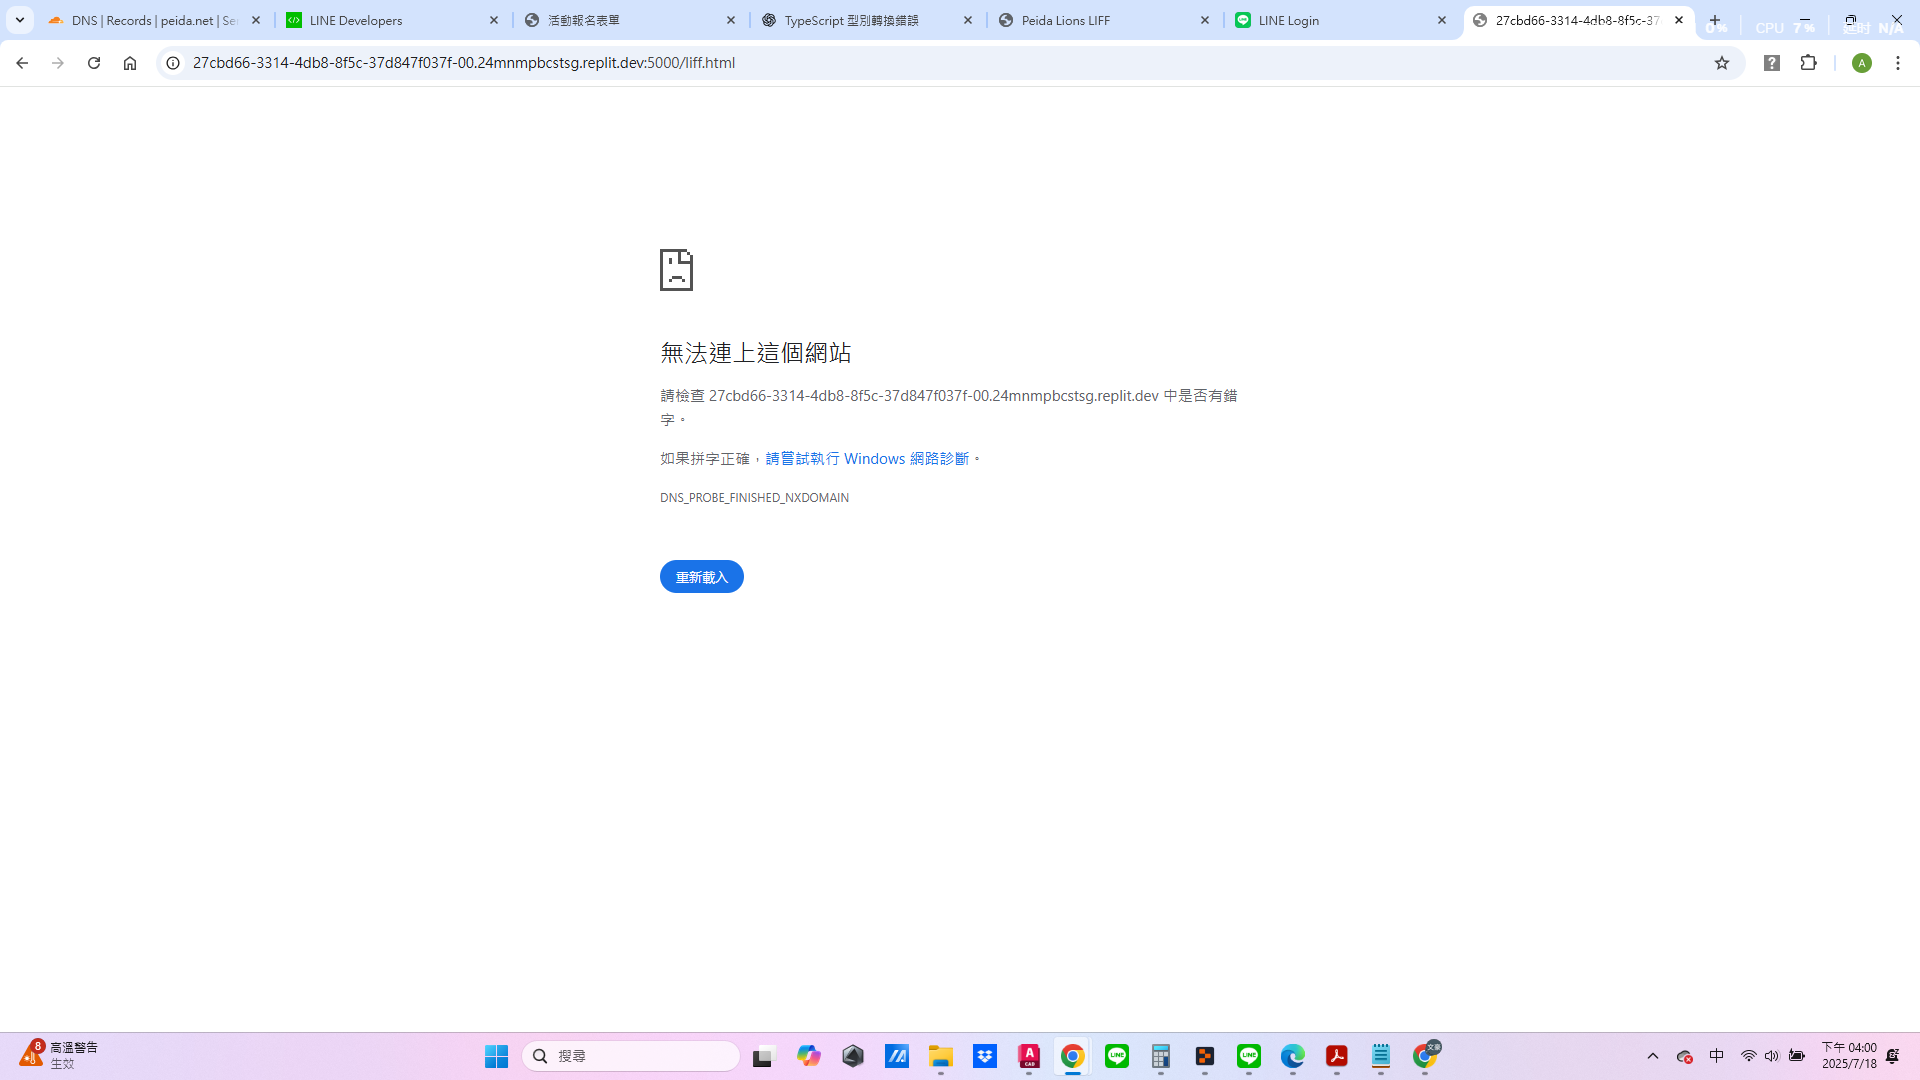 DNS | Records | peida.net | Se
LINE Developers
活動報名表單
TypeScript 型別轉換錯誤
Peida Lions LIFF
LINE Login
27cbd66-3314-4db8-8f5c-37
0%
CPU 7%
延时 N/A
27cbd66-3314-4db8-8f5c-37d847f037f-00.24mnmpbcstsg.replit.dev:5000/liff.html
A
無法連上這個網站
請檢查 27cbd66-3314-4db8-8f5c-37d847f037f-00.24mnmpbcstsg.replit.dev 中是否有錯
字。
如果拼字正確，請嘗試執行 Windows 網路診斷。
DNS_PROBE_FINISHED_NXDOMAIN
重新載入
8
高溫警告
生效
搜尋
A
CAD
LINE
LINE
文豪
中
下午 04:00
2025/7/18